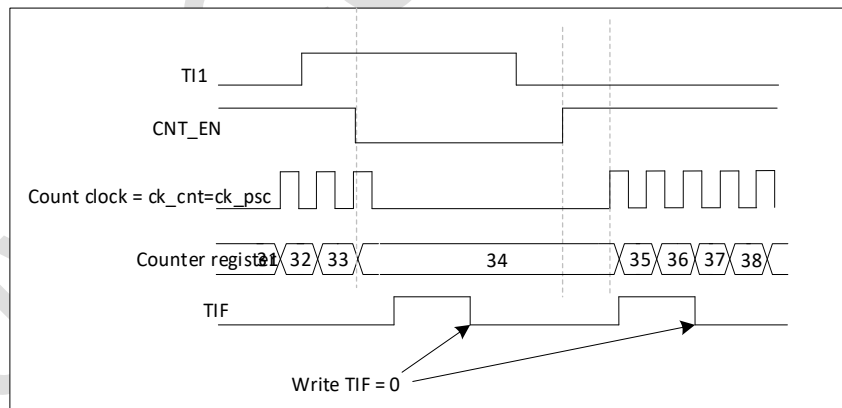 TI1
CNT_EN
Count clock = ck_cnt=ck_psc
Counter register 31 32 33 34 35 36 37 38
TIF
Write TIF = 0